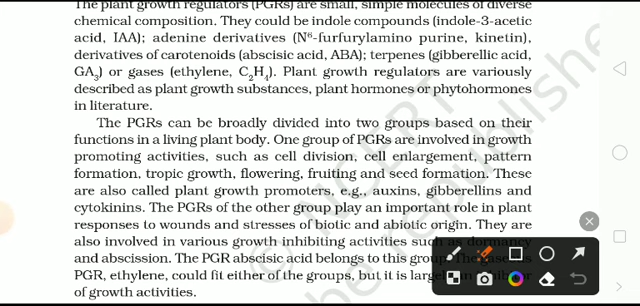 The plant growth regulators (PGRs) are small, simple molecules of diverse
chemical composition. They could be indole compounds (indole-3-acetic
acid, IAA); adenine derivatives (N⁶-furfurylamino purine, kinetin),
derivatives of carotenoids (abscisic acid, ABA); terpenes (gibberellic acid,
GA₃) or gases (ethylene, C₂H₄). Plant growth regulators are variously
described as plant growth substances, plant hormones or phytohormones
in literature.
The PGRs can be broadly divided into two groups based on their
functions in a living plant body. One group of PGRs are involved in growth
promoting activities, such as cell division, cell enlargement, pattern
formation, tropic growth, flowering, fruiting and seed formation. These
are also called plant growth promoters, e.g., auxins, gibberellins and
cytokinins. The PGRs of the other group play an important role in plant
responses to wounds and stresses of biotic and abiotic origin. They are
also involved in various growth inhibiting activities such as dormancy
and abscission. The PGR abscisic acid belongs to this group.
PGR, ethylene, could fit either of the groups, but it is
of growth activities.
© NCERT
be republished